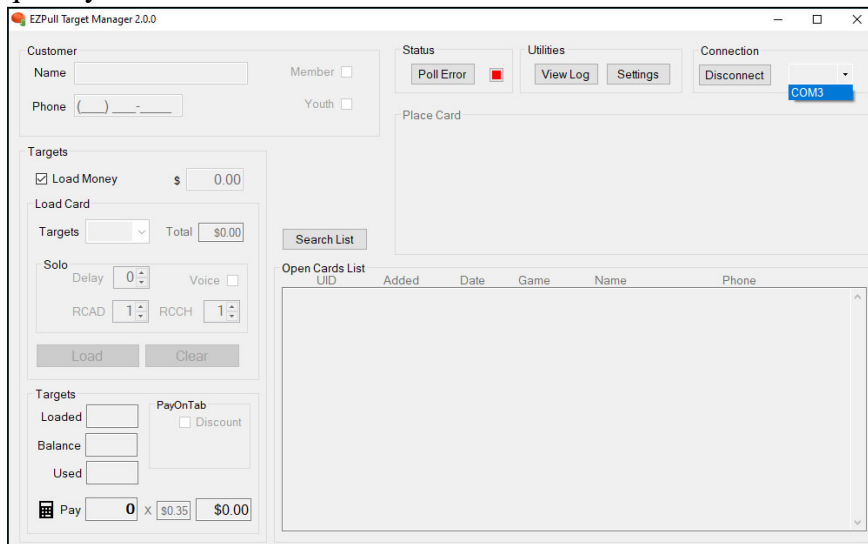 EZPull Target Manager 2.0.0
Customer
Name
Member
Phone (___) ___-____
Youth
Status
Poll Error
Utilities
View Log Settings
Connection
Disconnect
COM3
Place Card
Targets
Load Money $ 0.00
Load Card
Targets Total $0.00
Solo
Delay 0 Voice
RCAD 1 RCCH 1
Load Clear
Search List
Open Cards List
UID Added Date Game Name Phone
Targets
Loaded
Balance
Used
PayOnTab
Discount
Pay 0 X $0.35 $0.00